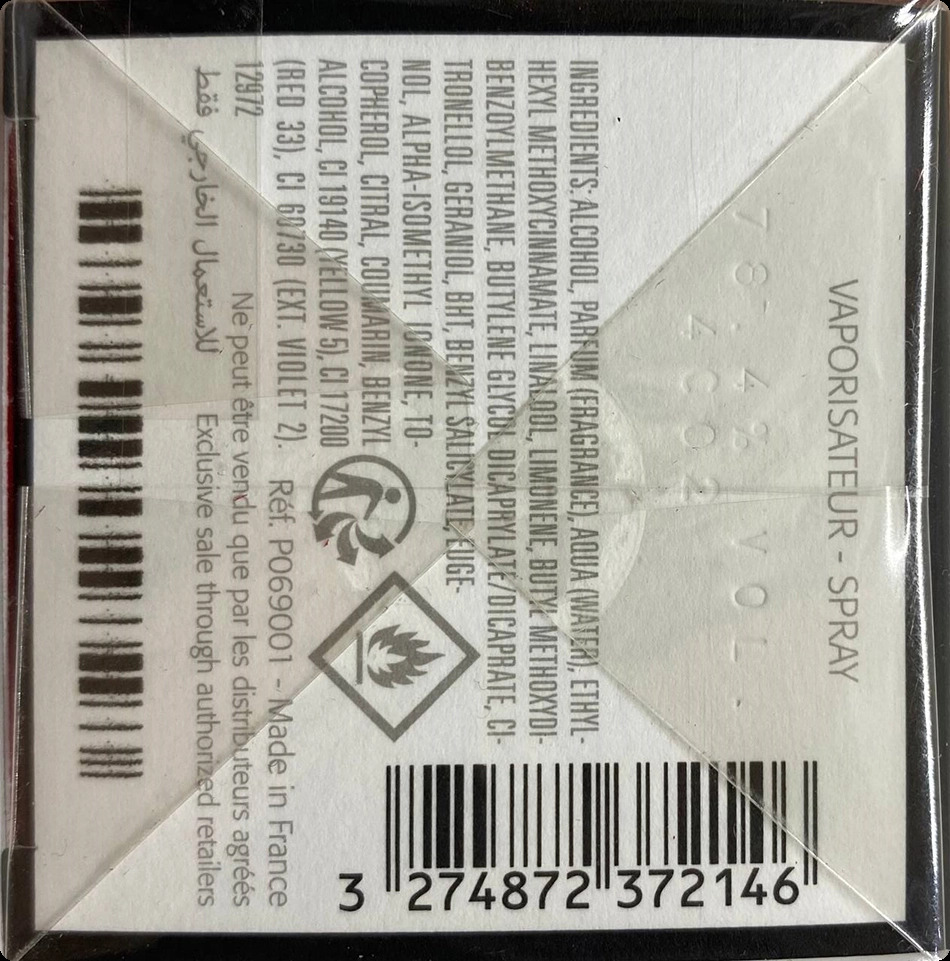 VAPORISATEUR - SPRAY
78°.4% VOL.
4C02
INGREDIENTS: ALCOHOL, PARFUM (FRAGRANCE), AQUA (WATER), ETHYL-
HEXYL METHOXYCINNAMATE, LINALOOL, LIMONENE, BUTYL METHOXYDI-
BENZOYLMETHANE, BUTYLENE GLYCOL DICAPRYLATE/DICAPRATE, CI-
TRONELLOL, GERANIOL, BHT, BENZYL SALICYLATE, EUGE-
NOL, ALPHA-ISOMETHYL IONONE, TO-
COPHEROL, CITRAL, COUMARIN, BENZYL
ALCOHOL, CI 19140 (YELLOW 5), CI 17200
(RED 33), CI 60730 (EXT. VIOLET 2).
12972
Réf. P069001 - Made in France
Ne peut être vendu que par les distributeurs agréés
للاستعمال الخارجي فقط Exclusive sale through authorized retailers
3 274872 372146